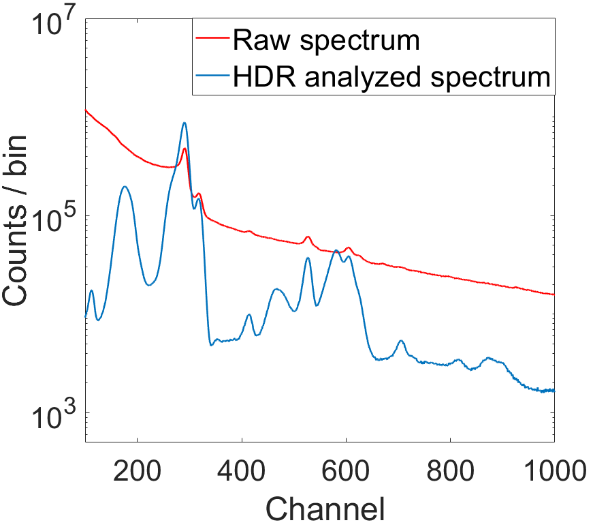 10^7
Raw spectrum
HDR analyzed spectrum
10^5
Counts / bin
10^3
200 400 600 800 1000
Channel